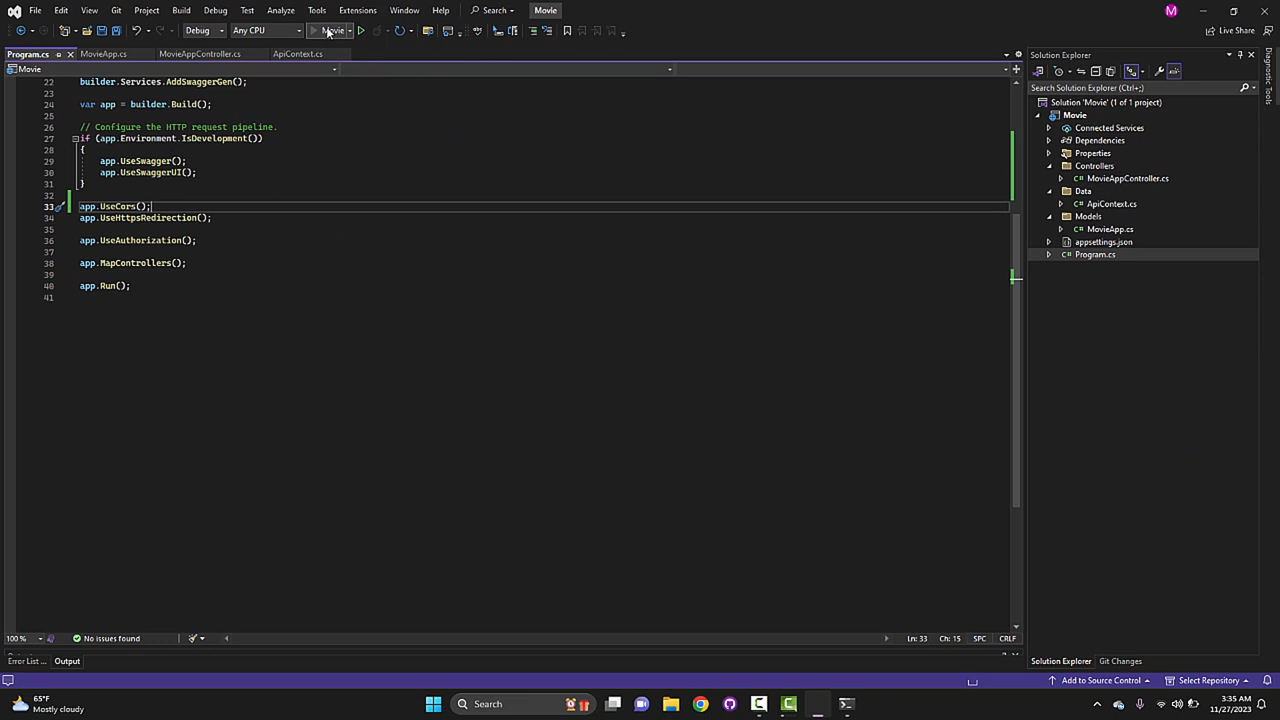 File Edit View Git Project Build Debug Test Analyze Tools Extensions Window Help Search Movie M
Debug Any CPU Movie Live Share
Program.cs MovieApp.cs MovieAppController.cs ApiContext.cs
Movie
22 builder.Services.AddSwaggerGen();
23
24 var app = builder.Build();
25
26 // Configure the HTTP request pipeline.
27 if (app.Environment.IsDevelopment())
28 {
29 app.UseSwagger();
30 app.UseSwaggerUI();
31 }
32
33 app.UseCors();
34 app.UseHttpsRedirection();
35
36 app.UseAuthorization();
37
38 app.MapControllers();
39
40 app.Run();
41
Solution Explorer
Search Solution Explorer (Ctrl+;)
Solution 'Movie' (1 of 1 project)
Movie
Connected Services
Dependencies
Properties
Controllers
C# MovieAppController.cs
Data
C# ApiContext.cs
Models
C# MovieApp.cs
appsettings.json
C# Program.cs
Diagnostic Tools
100 % No issues found Ln: 33 Ch: 15 SPC CRLF
Error List ... Output
Solution Explorer Git Changes
Add to Source Control Select Repository
65°F
Mostly cloudy
Search
3:35 AM
11/27/2023